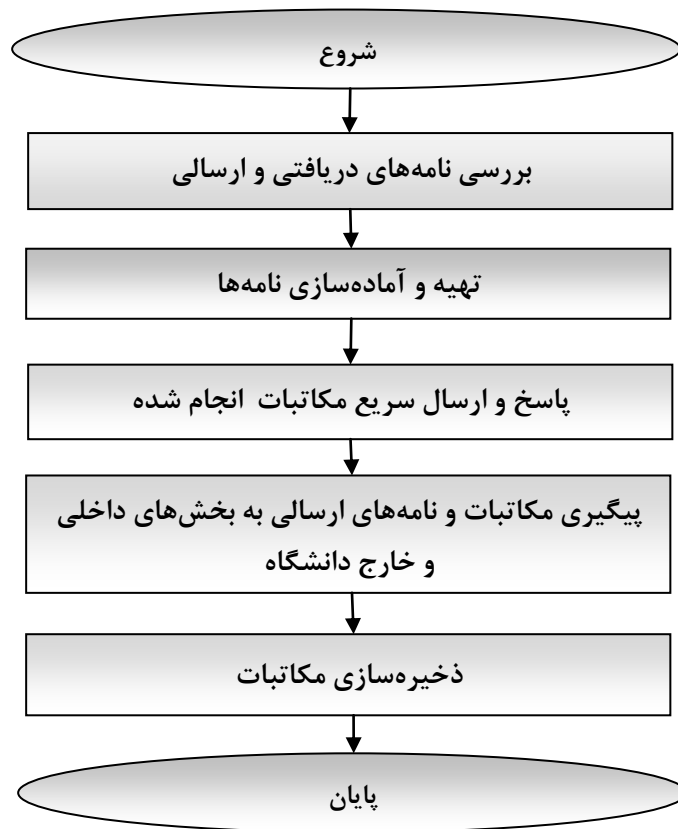 شروع
بررسی نامه‌های دریافتی و ارسالی
تهیه و آماده‌سازی نامه‌ها
پاسخ و ارسال سریع مکاتبات انجام شده
پیگیری مکاتبات و نامه‌های ارسالی به بخش‌های داخلی
و خارج دانشگاه
ذخیره‌سازی مکاتبات
پایان